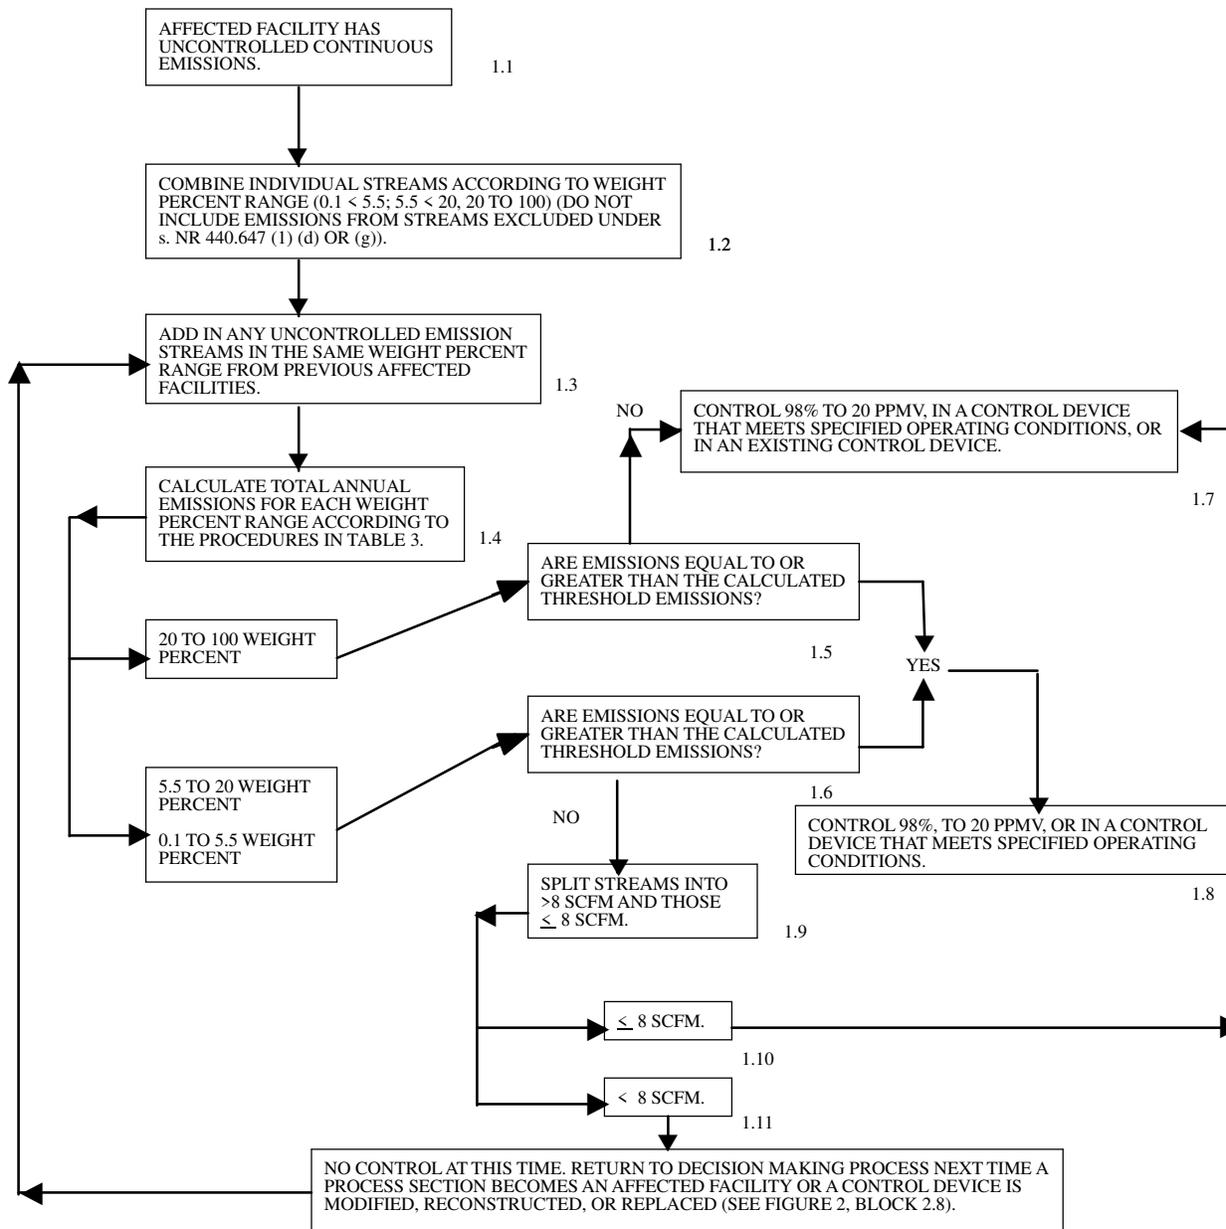 AFFECTED FACILITY HAS
UNCONTROLLED CONTINUOUS
EMISSIONS.
1.1
COMBINE INDIVIDUAL STREAMS ACCORDING TO WEIGHT
PERCENT RANGE (0.1 < 5.5; 5.5 < 20, 20 TO 100) (DO NOT
INCLUDE EMISSIONS FROM STREAMS EXCLUDED UNDER
s. NR 440.647 (1) (d) OR (g)).
1.2
ADD IN ANY UNCONTROLLED EMISSION
STREAMS IN THE SAME WEIGHT PERCENT
RANGE FROM PREVIOUS AFFECTED
FACILITIES.
1.3
NO
CONTROL 98% TO 20 PPMV, IN A CONTROL DEVICE
THAT MEETS SPECIFIED OPERATING CONDITIONS, OR
IN AN EXISTING CONTROL DEVICE.
1.7
CALCULATE TOTAL ANNUAL
EMISSIONS FOR EACH WEIGHT
PERCENT RANGE ACCORDING TO
THE PROCEDURES IN TABLE 3.
1.4
ARE EMISSIONS EQUAL TO OR
GREATER THAN THE CALCULATED
THRESHOLD EMISSIONS?
1.5
20 TO 100 WEIGHT
PERCENT
YES
ARE EMISSIONS EQUAL TO OR
GREATER THAN THE CALCULATED
THRESHOLD EMISSIONS?
1.6
5.5 TO 20 WEIGHT
PERCENT
0.1 TO 5.5 WEIGHT
PERCENT
NO
CONTROL 98%, TO 20 PPMV, OR IN A CONTROL
DEVICE THAT MEETS SPECIFIED OPERATING
CONDITIONS.
1.8
SPLIT STREAMS INTO
>8 SCFM AND THOSE
≤ 8 SCFM.
1.9
≤ 8 SCFM.
1.10
< 8 SCFM.
1.11
NO CONTROL AT THIS TIME. RETURN TO DECISION MAKING PROCESS NEXT TIME A
PROCESS SECTION BECOMES AN AFFECTED FACILITY OR A CONTROL DEVICE IS
MODIFIED, RECONSTRUCTED, OR REPLACED (SEE FIGURE 2, BLOCK 2.8).